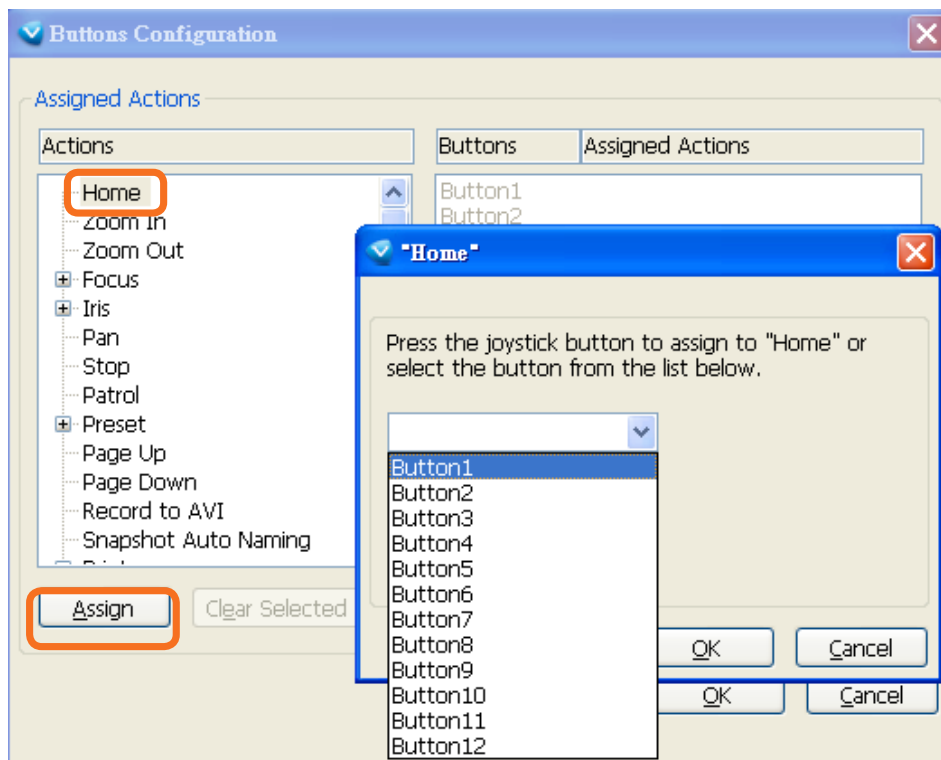 Buttons Configuration
Assigned Actions
Actions
Buttons
Assigned Actions
Home
Zoom In
Zoom Out
Focus
Iris
Pan
Stop
Patrol
Preset
Page Up
Page Down
Record to AVI
Snapshot Auto Naming
Button1
Button2
Assign
Clear Selected
"Home"
Press the joystick button to assign to "Home" or
select the button from the list below.
Button1
Button2
Button3
Button4
Button5
Button6
Button7
Button8
Button9
Button10
Button11
Button12
OK
Cancel
OK
Cancel